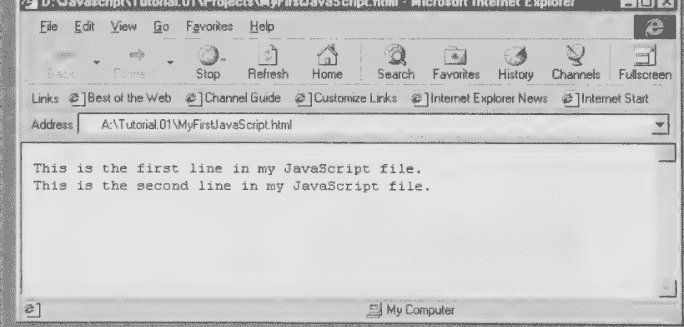 D:\Javascript\Tutorial.01\Projects\MyFirstJavaScript.html - Microsoft Internet Explorer
File Edit View Go Favorites Help
Back Forward Stop Refresh Home Search Favorites History Channels Fullscreen
Links Best of the Web Channel Guide Customize Links Internet Explorer News Internet Start
Address A:\Tutorial.01\MyFirstJavaScript.html
This is the first line in my JavaScript file.
This is the second line in my JavaScript file.
My Computer